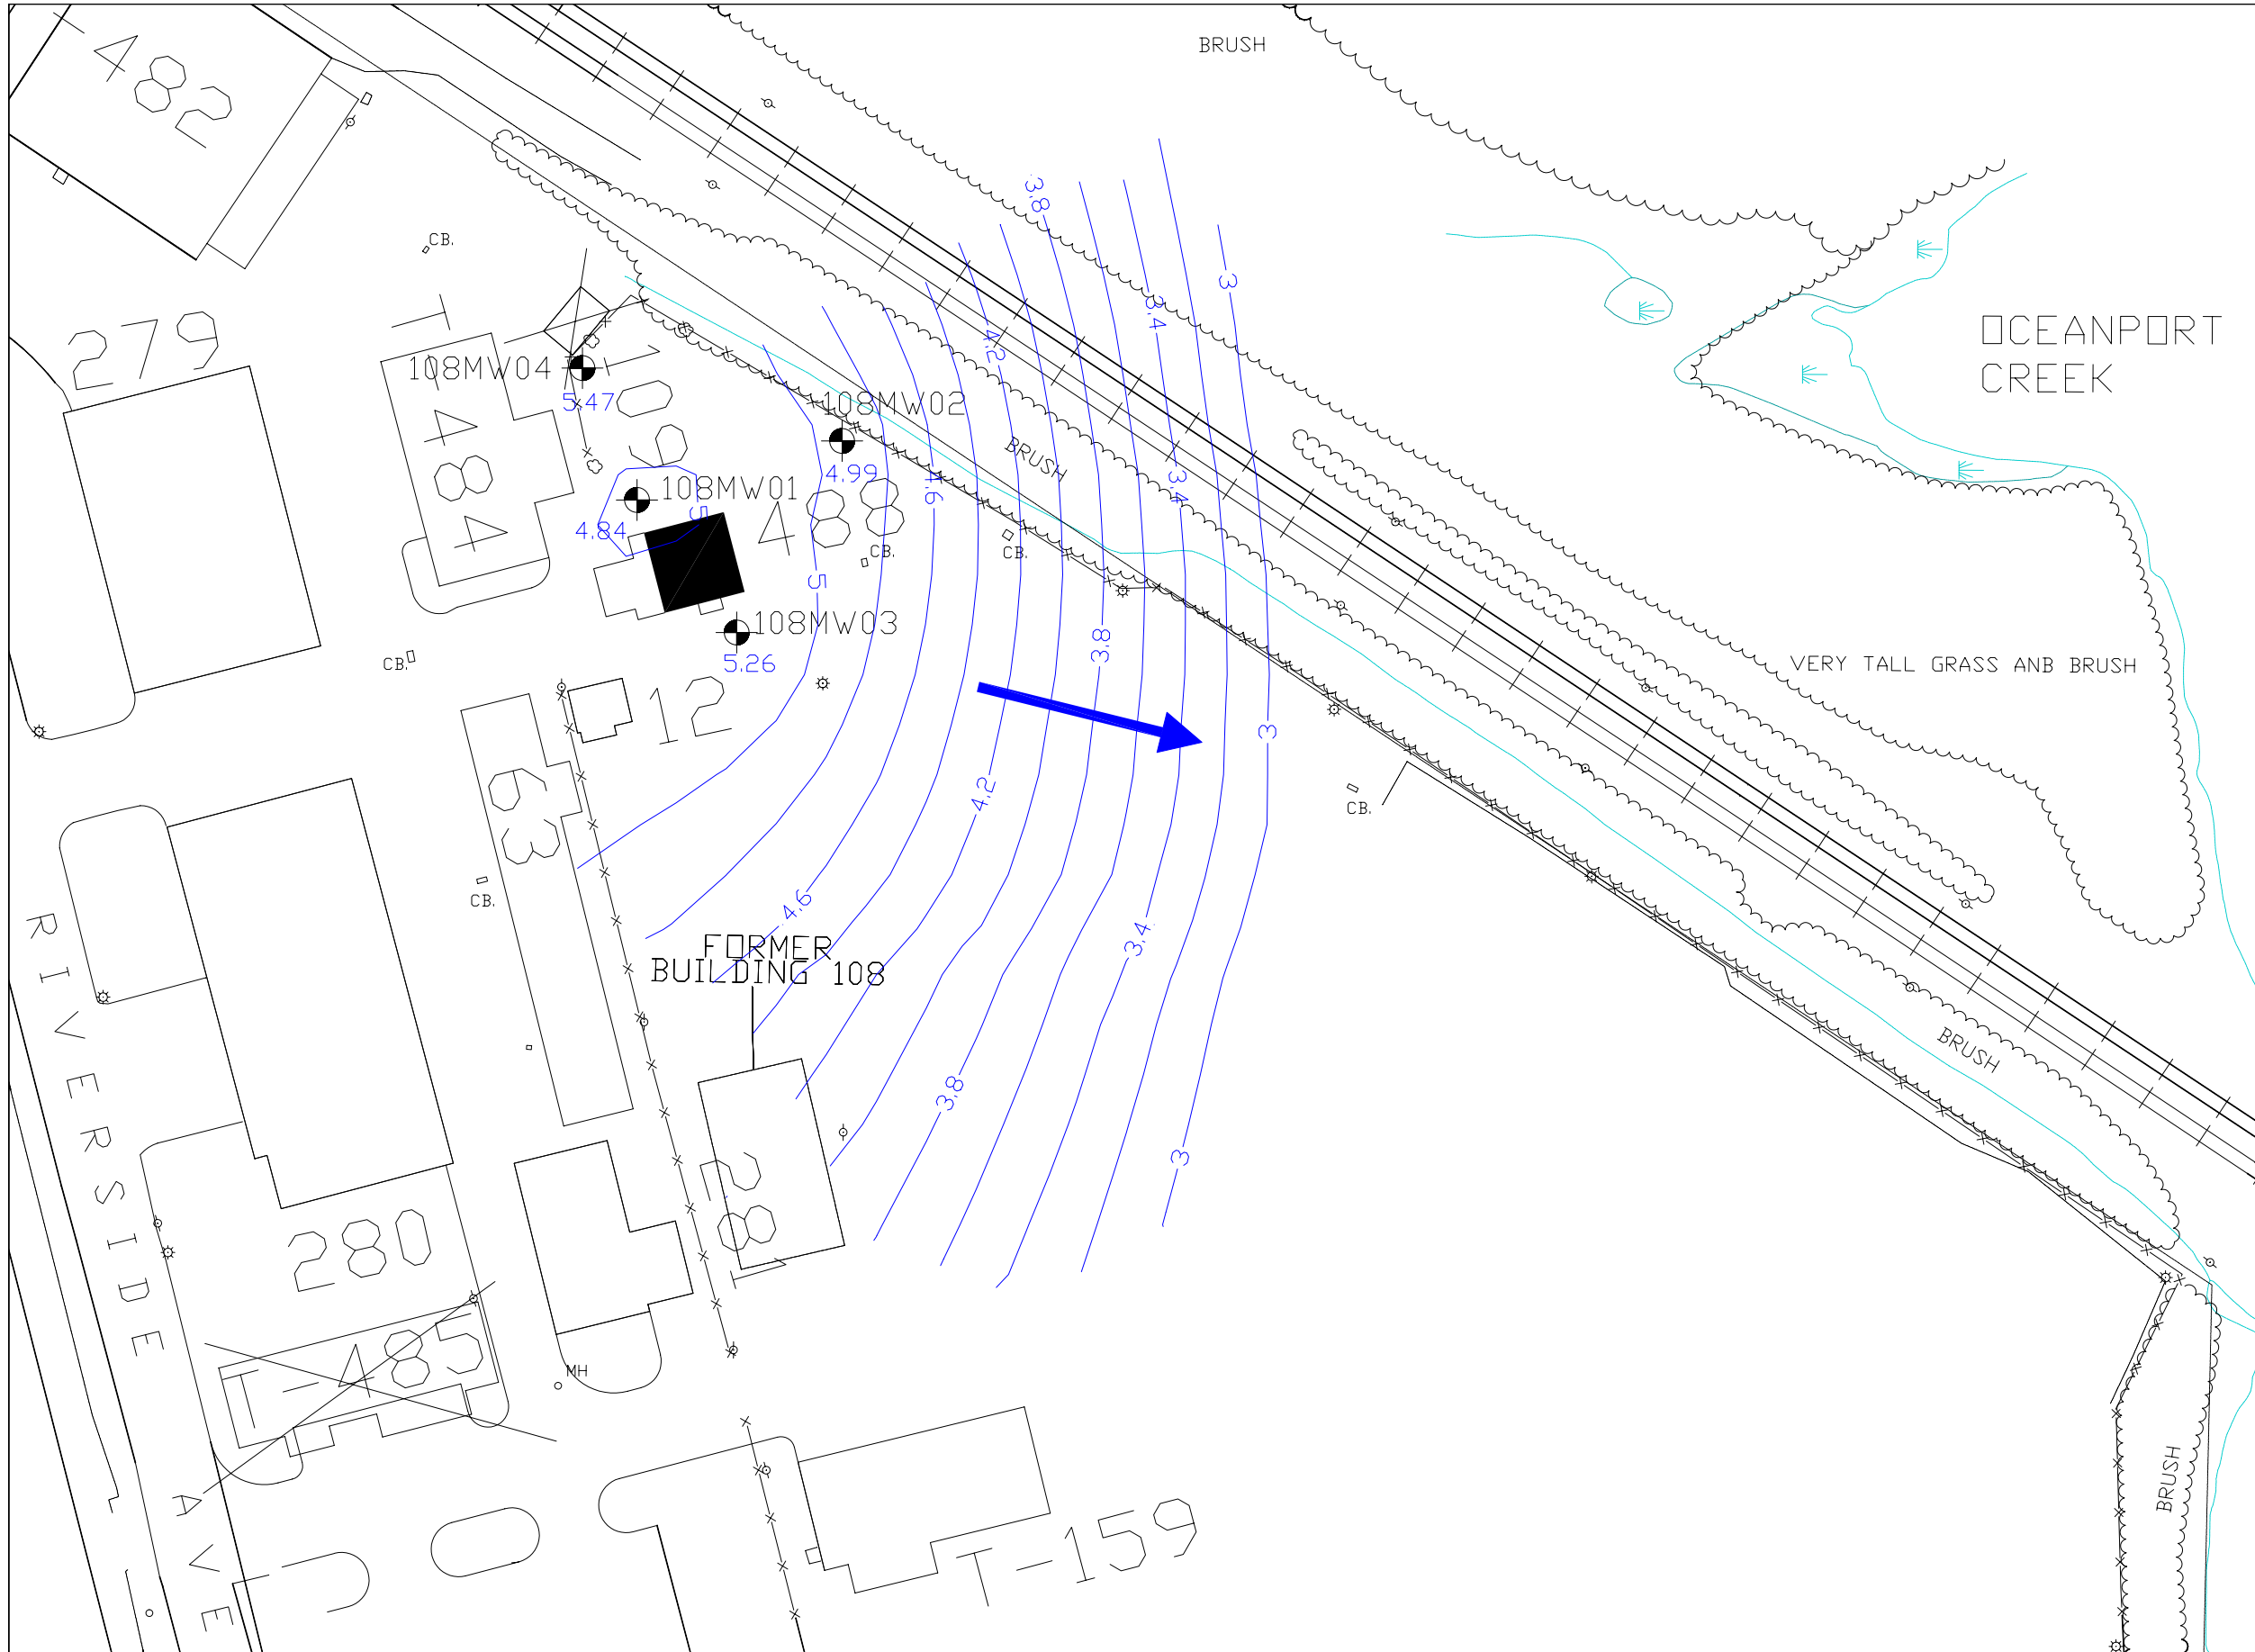 BRUSH
482
3.8
CB.
3
3.4
OCEANPORT
CREEK
279
T-484
T-1096
4.2
108MW04
5.47
108MW02
BRUSH
4.99
108MW01
4.6
3.4
5
4.84
488
CB.
CB.
5
108MW03
3.8
5.26
CB.
VERY TALL GRASS ANB BRUSH
12
3
63
4.2
CB.
CB.
4.6
3.4
FORMER
BUILDING 108
RIVERSIDE AVE
BRUSH
3.8
3
280
T-485
MH
BRUSH
T-159